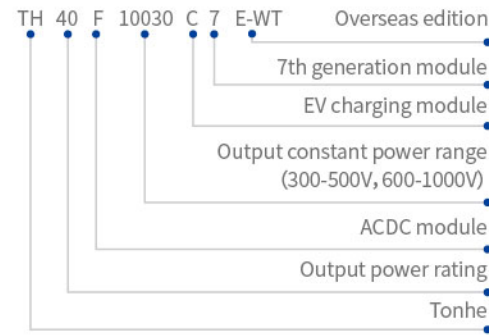 TH 40 F 10030 C 7 E-WT Overseas edition
7th generation module
EV charging module
Output constant power range
(300-500V, 600-1000V)
ACDC module
Output power rating
Tonhe